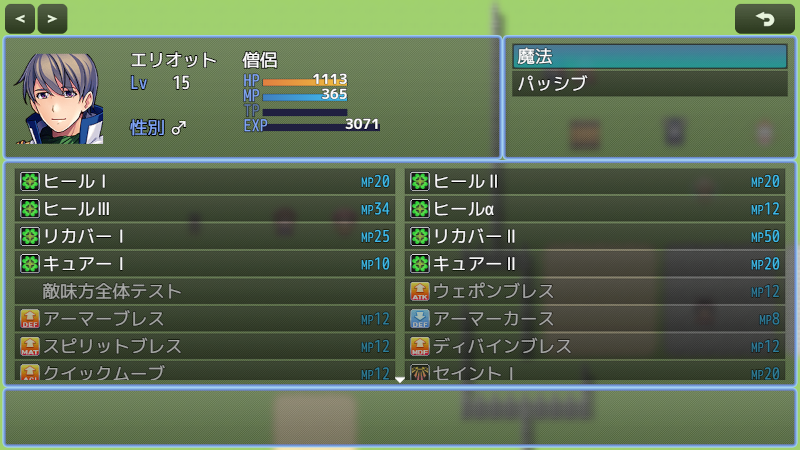 エリオット 僧侶
Lv 15
HP 1113
MP 365
TP
EXP 3071
性別 ♂
魔法
パッシブ
ヒールⅠ MP20
ヒールⅡ MP20
ヒールⅢ MP34
ヒールα MP12
リカバーⅠ MP25
リカバーⅡ MP50
キュアーⅠ MP10
キュアーⅡ MP20
敵味方全体テスト
ATK ウェポンブレス MP12
DEF アーマーブレス MP12
DEF アーマーカース MP8
MAT スピリットブレス MP12
MDF ディバインブレス MP12
AGI クイックムーブ MP12
セイントⅠ MP20